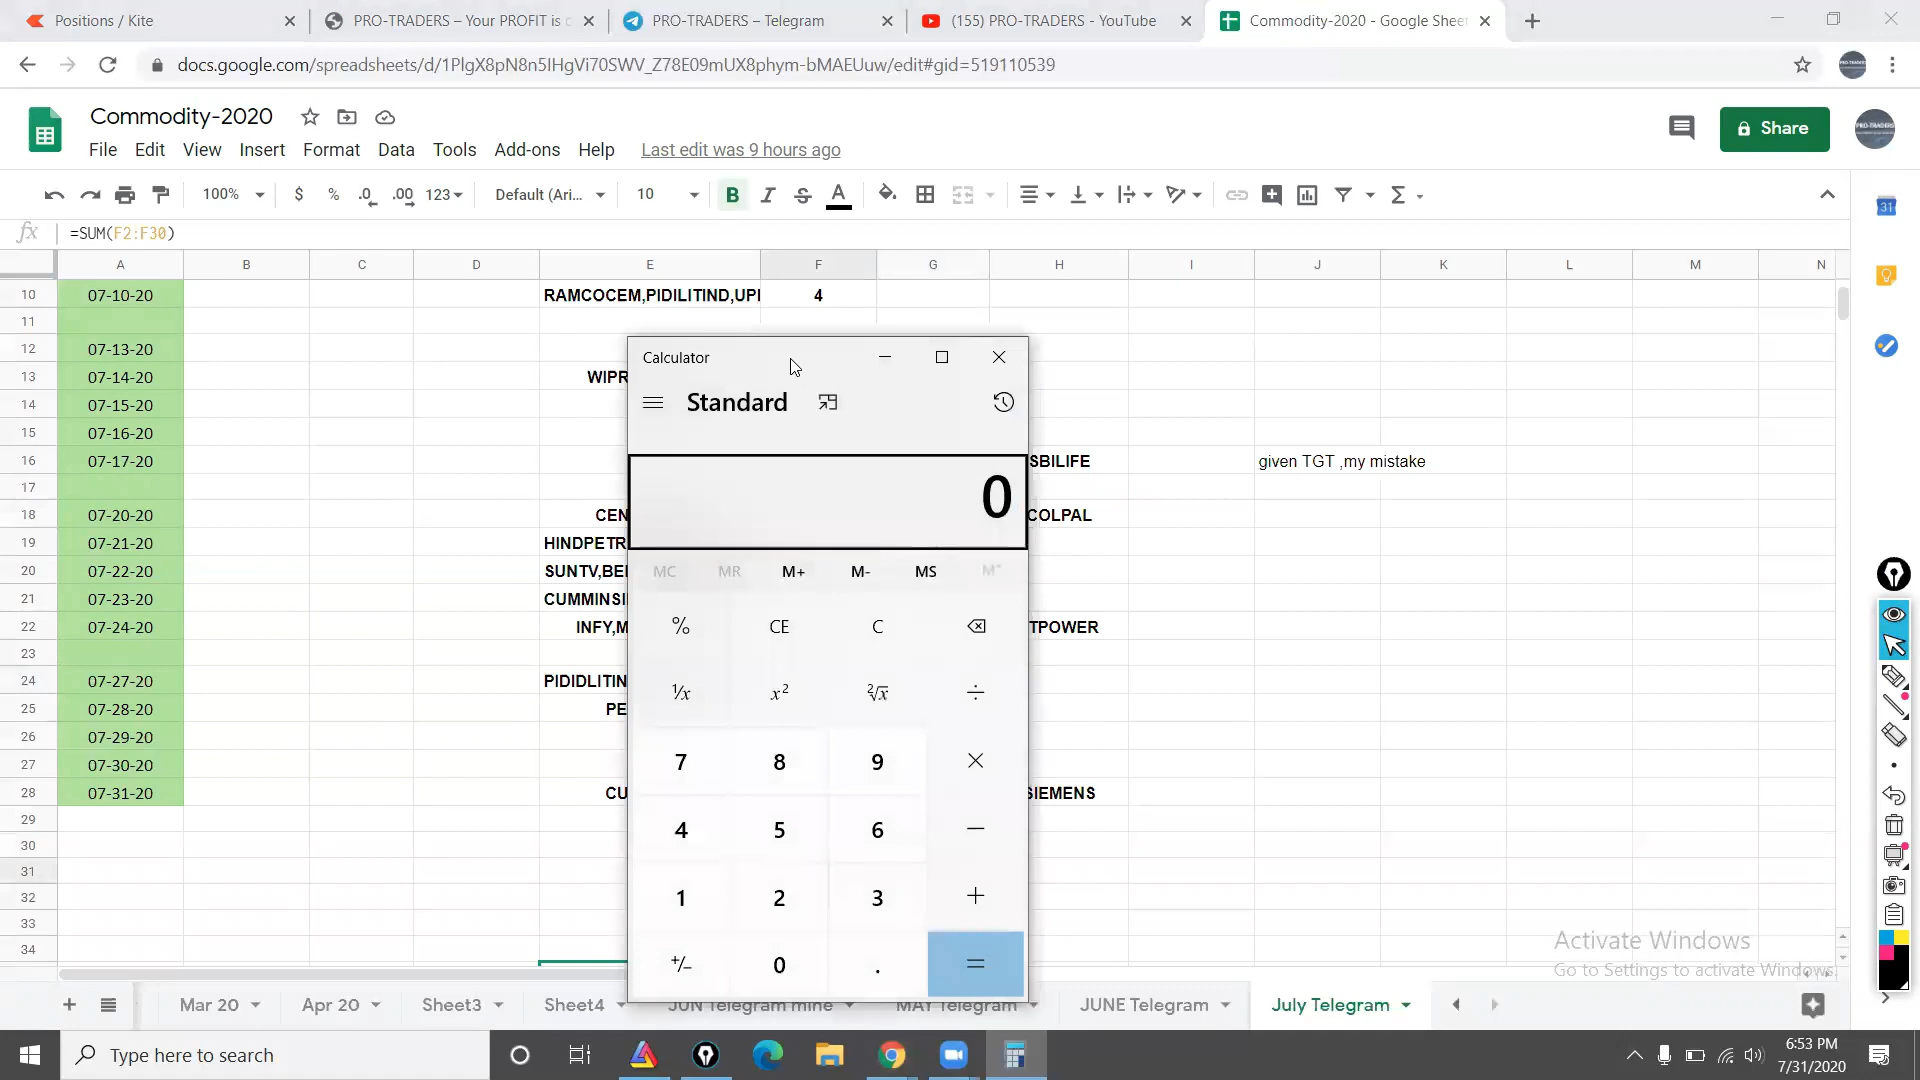 Positions / Kite
PRO-TRADERS – Your PROFIT is
PRO-TRADERS – Telegram
(155) PRO-TRADERS - YouTube
Commodity-2020 - Google Sheet
docs.google.com/spreadsheets/d/1PlgX8pN8n5IHgVi70SWV_Z78E09mUX8phym-bMAEUuw/edit#gid=519110539
Commodity-2020
Share
File Edit View Insert Format Data Tools Add-ons Help Last edit was 9 hours ago
100% $ % .0 .00 123 Default (Ari... 10 B I S A Σ
31
fx =SUM(F2:F30)
A B C D E F G H I J K L M N
10 07-10-20 RAMCOCEM,PIDILITIND,UPI 4
11
12 07-13-20
13 07-14-20 WIPR
14 07-15-20
15 07-16-20
16 07-17-20 SBILIFE given TGT ,my mistake
17
18 07-20-20 CEN COLPAL
19 07-21-20 HINDPETR
20 07-22-20 SUNTV,BEI
21 07-23-20 CUMMINSI
22 07-24-20 INFY,M TPOWER
23
24 07-27-20 PIDIDLITIN
25 07-28-20 PE
26 07-29-20
27 07-30-20
28 07-31-20 CU SIEMENS
29
30
31
32
33
34
Calculator
Standard
0
MC MR M+ M- MS M
% CE C
1/x x² ²√x ÷
7 8 9 ×
4 5 6 −
1 2 3 +
+/− 0 . =
Activate Windows
Go to Settings to activate Windows.
Mar 20 Apr 20 Sheet3 Sheet4 JUN Telegram mine MAY Telegram JUNE Telegram July Telegram
Type here to search
6:53 PM
7/31/2020